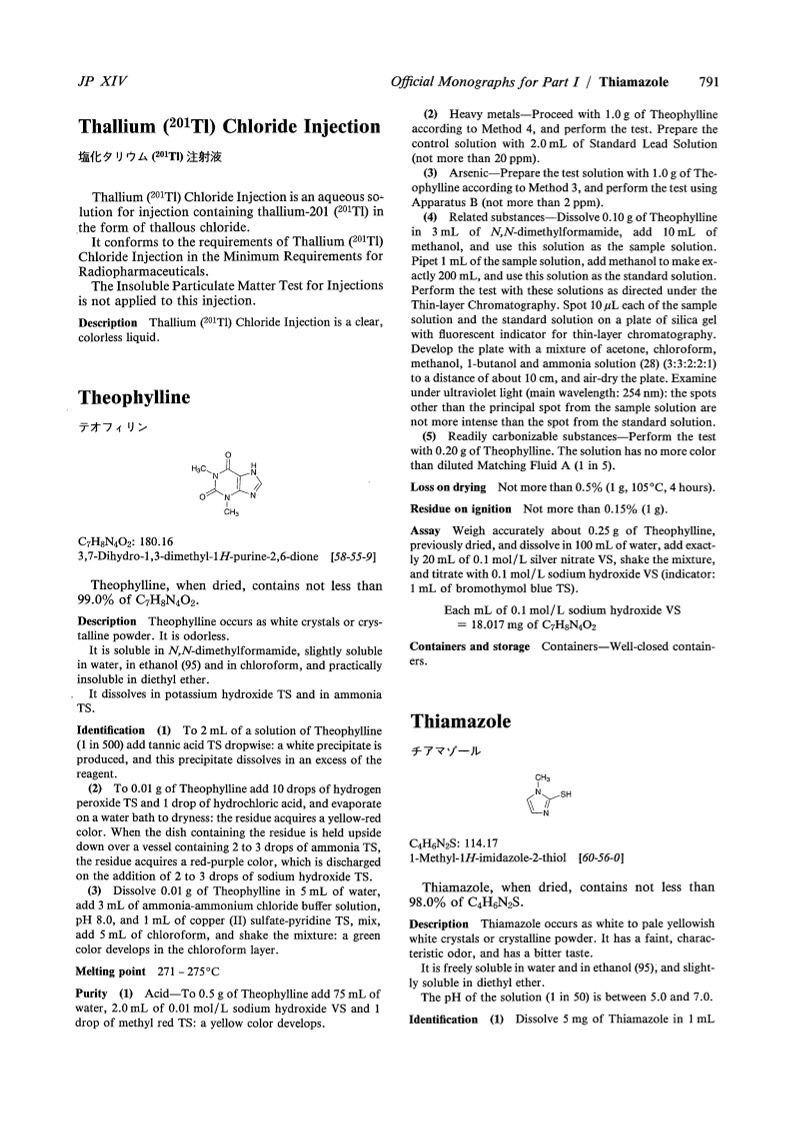 JP XIV
Official Monographs for Part I / Thiamazole 791
Thallium (²⁰¹Tl) Chloride Injection
塩化タリウム (²⁰¹Tl) 注射液
Thallium (²⁰¹Tl) Chloride Injection is an aqueous so-
lution for injection containing thallium-201 (²⁰¹Tl) in
the form of thallous chloride.
It conforms to the requirements of Thallium (²⁰¹Tl)
Chloride Injection in the Minimum Requirements for
Radiopharmaceuticals.
The Insoluble Particulate Matter Test for Injections
is not applied to this injection.
Description Thallium (²⁰¹Tl) Chloride Injection is a clear,
colorless liquid.
Theophylline
テオフィリン
O
H₃C
N
H
N
O
N
N
CH₃
C₇H₈N₄O₂: 180.16
3,7-Dihydro-1,3-dimethyl-1H-purine-2,6-dione [58-55-9]
Theophylline, when dried, contains not less than
99.0% of C₇H₈N₄O₂.
Description Theophylline occurs as white crystals or crys-
talline powder. It is odorless.
It is soluble in N,N-dimethylformamide, slightly soluble
in water, in ethanol (95) and in chloroform, and practically
insoluble in diethyl ether.
It dissolves in potassium hydroxide TS and in ammonia
TS.
Identification (1) To 2 mL of a solution of Theophylline
(1 in 500) add tannic acid TS dropwise: a white precipitate is
produced, and this precipitate dissolves in an excess of the
reagent.
(2) To 0.01 g of Theophylline add 10 drops of hydrogen
peroxide TS and 1 drop of hydrochloric acid, and evaporate
on a water bath to dryness: the residue acquires a yellow-red
color. When the dish containing the residue is held upside
down over a vessel containing 2 to 3 drops of ammonia TS,
the residue acquires a red-purple color, which is discharged
on the addition of 2 to 3 drops of sodium hydroxide TS.
(3) Dissolve 0.01 g of Theophylline in 5 mL of water,
add 3 mL of ammonia-ammonium chloride buffer solution,
pH 8.0, and 1 mL of copper (II) sulfate-pyridine TS, mix,
add 5 mL of chloroform, and shake the mixture: a green
color develops in the chloroform layer.
Melting point 271 – 275°C
Purity (1) Acid—To 0.5 g of Theophylline add 75 mL of
water, 2.0 mL of 0.01 mol/L sodium hydroxide VS and 1
drop of methyl red TS: a yellow color develops.
(2) Heavy metals—Proceed with 1.0 g of Theophylline
according to Method 4, and perform the test. Prepare the
control solution with 2.0 mL of Standard Lead Solution
(not more than 20 ppm).
(3) Arsenic—Prepare the test solution with 1.0 g of The-
ophylline according to Method 3, and perform the test using
Apparatus B (not more than 2 ppm).
(4) Related substances—Dissolve 0.10 g of Theophylline
in 3 mL of N,N-dimethylformamide, add 10 mL of
methanol, and use this solution as the sample solution.
Pipet 1 mL of the sample solution, add methanol to make ex-
actly 200 mL, and use this solution as the standard solution.
Perform the test with these solutions as directed under the
Thin-layer Chromatography. Spot 10 μL each of the sample
solution and the standard solution on a plate of silica gel
with fluorescent indicator for thin-layer chromatography.
Develop the plate with a mixture of acetone, chloroform,
methanol, 1-butanol and ammonia solution (28) (3:3:2:2:1)
to a distance of about 10 cm, and air-dry the plate. Examine
under ultraviolet light (main wavelength: 254 nm): the spots
other than the principal spot from the sample solution are
not more intense than the spot from the standard solution.
(5) Readily carbonizable substances—Perform the test
with 0.20 g of Theophylline. The solution has no more color
than diluted Matching Fluid A (1 in 5).
Loss on drying Not more than 0.5% (1 g, 105°C, 4 hours).
Residue on ignition Not more than 0.15% (1 g).
Assay Weigh accurately about 0.25 g of Theophylline,
previously dried, and dissolve in 100 mL of water, add exact-
ly 20 mL of 0.1 mol/L silver nitrate VS, shake the mixture,
and titrate with 0.1 mol/L sodium hydroxide VS (indicator:
1 mL of bromothymol blue TS).
Each mL of 0.1 mol/L sodium hydroxide VS
= 18.017 mg of C₇H₈N₄O₂
Containers and storage Containers—Well-closed contain-
ers.
Thiamazole
チアマゾール
CH₃
N
SH
N
C₄H₆N₂S: 114.17
1-Methyl-1H-imidazole-2-thiol [60-56-0]
Thiamazole, when dried, contains not less than
98.0% of C₄H₆N₂S.
Description Thiamazole occurs as white to pale yellowish
white crystals or crystalline powder. It has a faint, charac-
teristic odor, and has a bitter taste.
It is freely soluble in water and in ethanol (95), and slight-
ly soluble in diethyl ether.
The pH of the solution (1 in 50) is between 5.0 and 7.0.
Identification (1) Dissolve 5 mg of Thiamazole in 1 mL